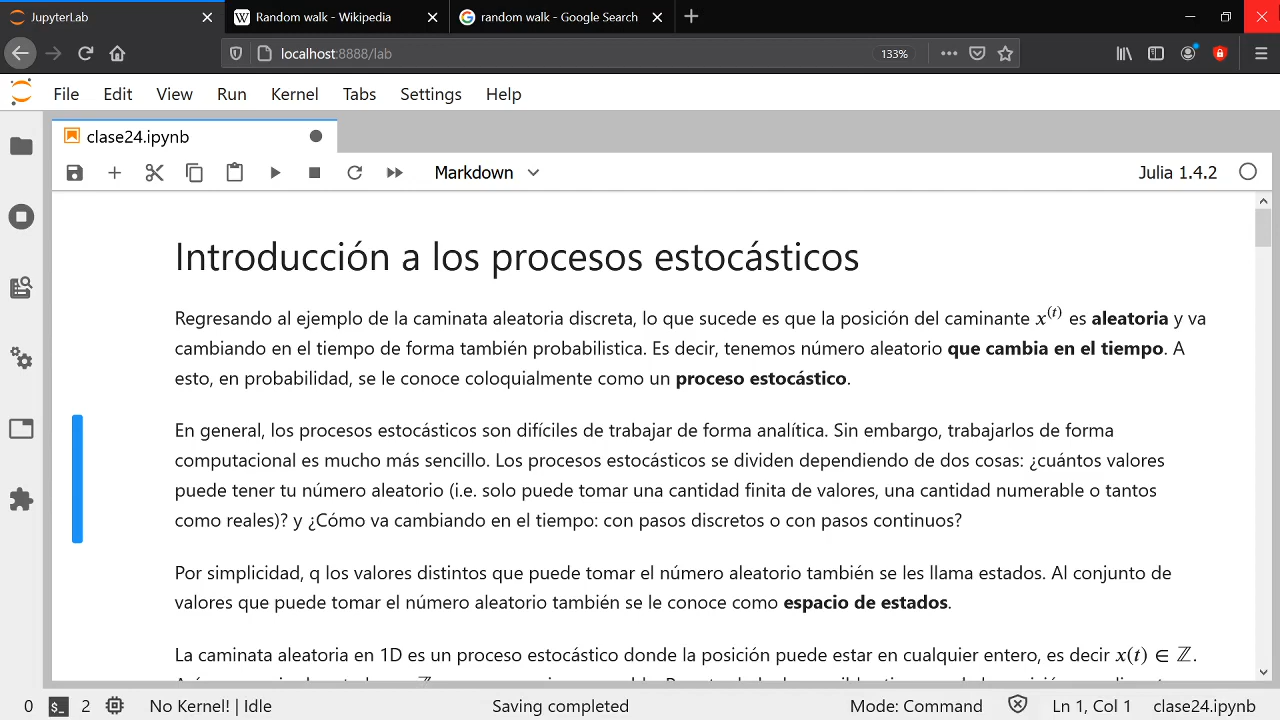 JupyterLab
Random walk - Wikipedia
random walk - Google Search
localhost:8888/lab
133%
File Edit View Run Kernel Tabs Settings Help
clase24.ipynb
Markdown
Julia 1.4.2
Introducción a los procesos estocásticos
Regresando al ejemplo de la caminata aleatoria discreta, lo que sucede es que la posición del caminante x^(t) es aleatoria y va
cambiando en el tiempo de forma también probabilistica. Es decir, tenemos número aleatorio que cambia en el tiempo. A
esto, en probabilidad, se le conoce coloquialmente como un proceso estocástico.
En general, los procesos estocásticos son difíciles de trabajar de forma analítica. Sin embargo, trabajarlos de forma
computacional es mucho más sencillo. Los procesos estocásticos se dividen dependiendo de dos cosas: ¿cuántos valores
puede tener tu número aleatorio (i.e. solo puede tomar una cantidad finita de valores, una cantidad numerable o tantos
como reales)? y ¿Cómo va cambiando en el tiempo: con pasos discretos o con pasos continuos?
Por simplicidad, q los valores distintos que puede tomar el número aleatorio también se les llama estados. Al conjunto de
valores que puede tomar el número aleatorio también se le conoce como espacio de estados.
La caminata aleatoria en 1D es un proceso estocástico donde la posición puede estar en cualquier entero, es decir x(t) ∈ ℤ.
0 2 No Kernel! | Idle Saving completed Mode: Command Ln 1, Col 1 clase24.ipynb